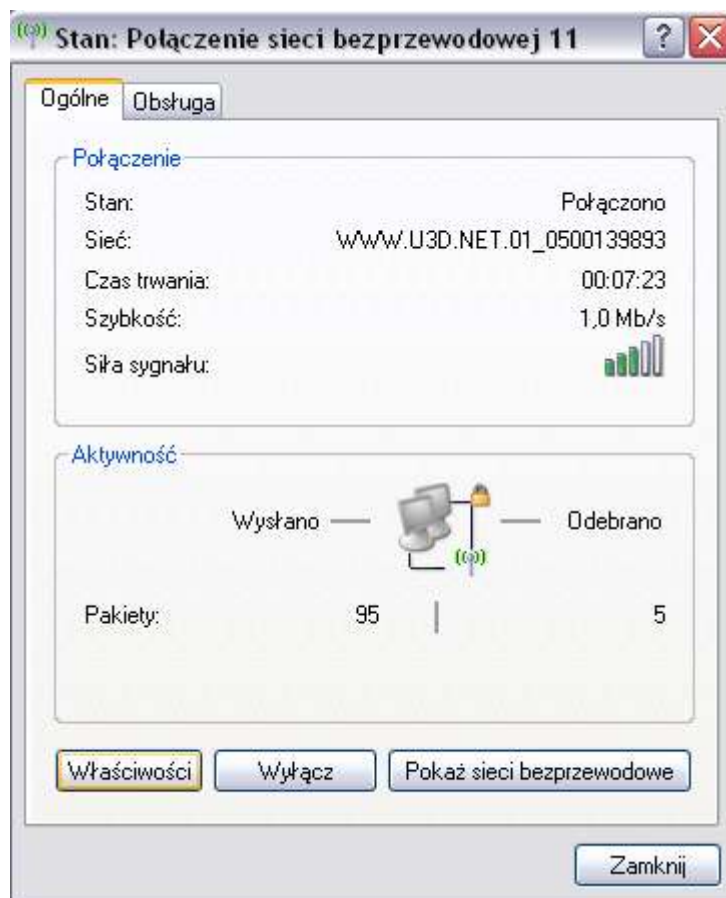 Stan: Połączenie sieci bezprzewodowej 11
Ogólne Obsługa
Połączenie
Stan: Połączono
Sieć: WWW.U3D.NET.01_0500139893
Czas trwania: 00:07:23
Szybkość: 1,0 Mb/s
Siła sygnału:
Aktywność
Wysłano Odebrano
Pakiety: 95 5
Właściwości Wyłącz Pokaż sieci bezprzewodowe
Zamknij